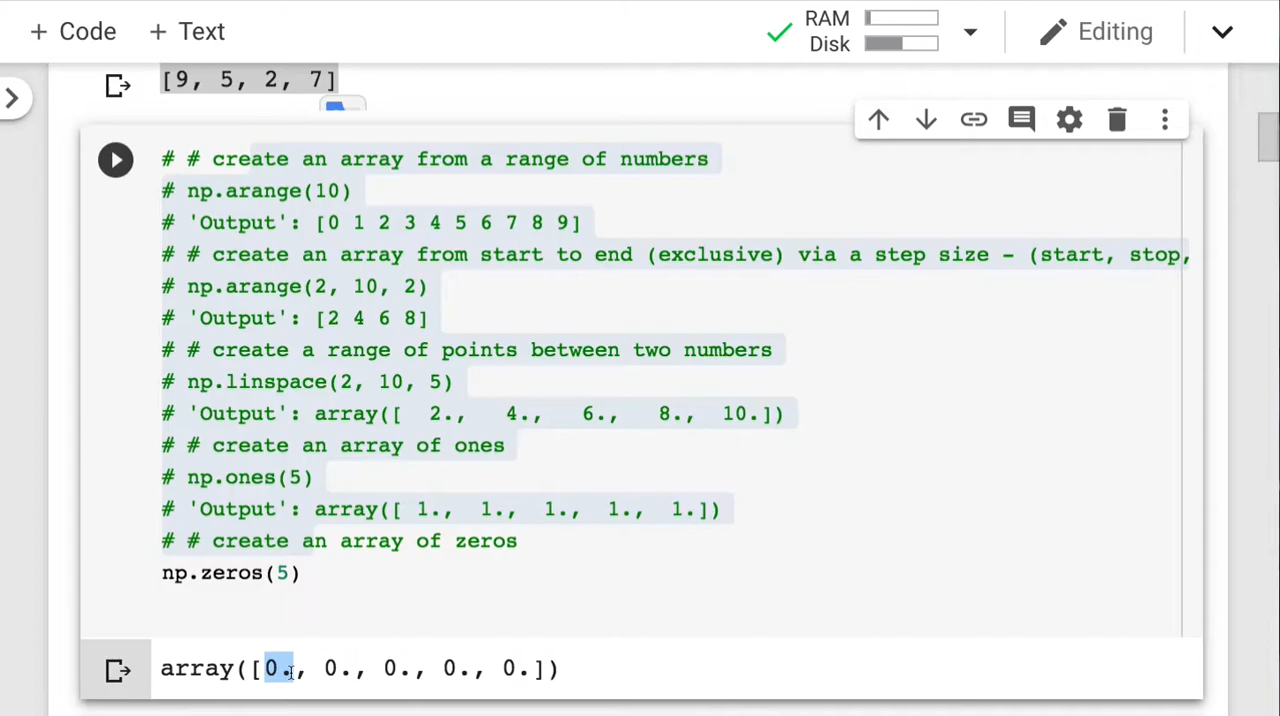 + Code + Text
RAM
Disk
Editing
[9, 5, 2, 7]
# # create an array from a range of numbers
# np.arange(10)
# 'Output': [0 1 2 3 4 5 6 7 8 9]
# # create an array from start to end (exclusive) via a step size - (start, stop,
# np.arange(2, 10, 2)
# 'Output': [2 4 6 8]
# # create a range of points between two numbers
# np.linspace(2, 10, 5)
# 'Output': array([  2.,   4.,   6.,   8.,  10.])
# # create an array of ones
# np.ones(5)
# 'Output': array([ 1.,  1.,  1.,  1.,  1.])
# # create an array of zeros
np.zeros(5)
array([0., 0., 0., 0., 0.])